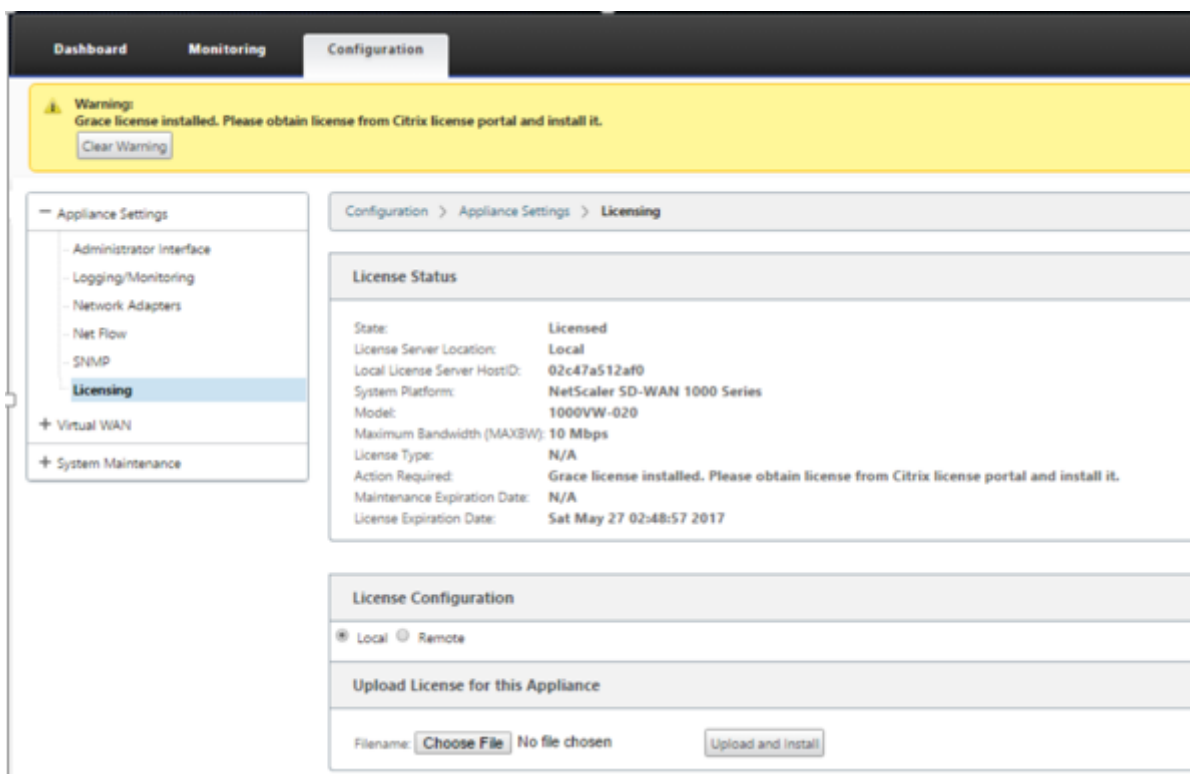 Dashboard Monitoring Configuration
Warning:
Grace license installed. Please obtain license from Citrix license portal and install it.
Clear Warning
Appliance Settings
Administrator Interface
Logging/Monitoring
Network Adapters
Net Flow
SNMP
Licensing
+ Virtual WAN
+ System Maintenance
Configuration > Appliance Settings > Licensing
License Status
State: Licensed
License Server Location: Local
Local License Server HostID: 02c47a512af0
System Platform: NetScaler SD-WAN 1000 Series
Model: 1000VW-020
Maximum Bandwidth (MAXBW): 10 Mbps
License Type: N/A
Action Required: Grace license installed. Please obtain license from Citrix license portal and install it.
Maintenance Expiration Date: N/A
License Expiration Date: Sat May 27 02:48:57 2017
License Configuration
Local Remote
Upload License for this Appliance
Filename: Choose File No file chosen Upload and Install